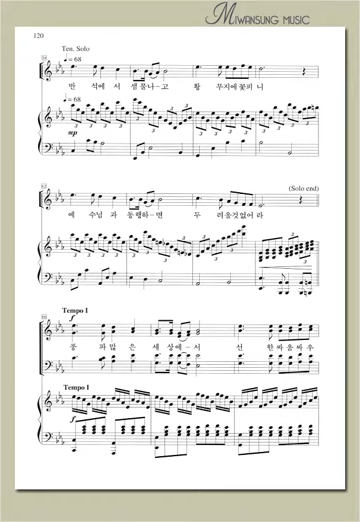 MIWANSUNG MUSIC
120
Ten. Solo
♩= 68
반 석에 서 샘 물나 - 고 황 무지에 꽃피 니
♩= 68
mp
(Solo end)
예 수님 과 동행하 - 면 두 려울것없어 라
Tempo I
f
풍 파많 은 세 상에 - 서 선 한싸움싸우
Tempo I
f